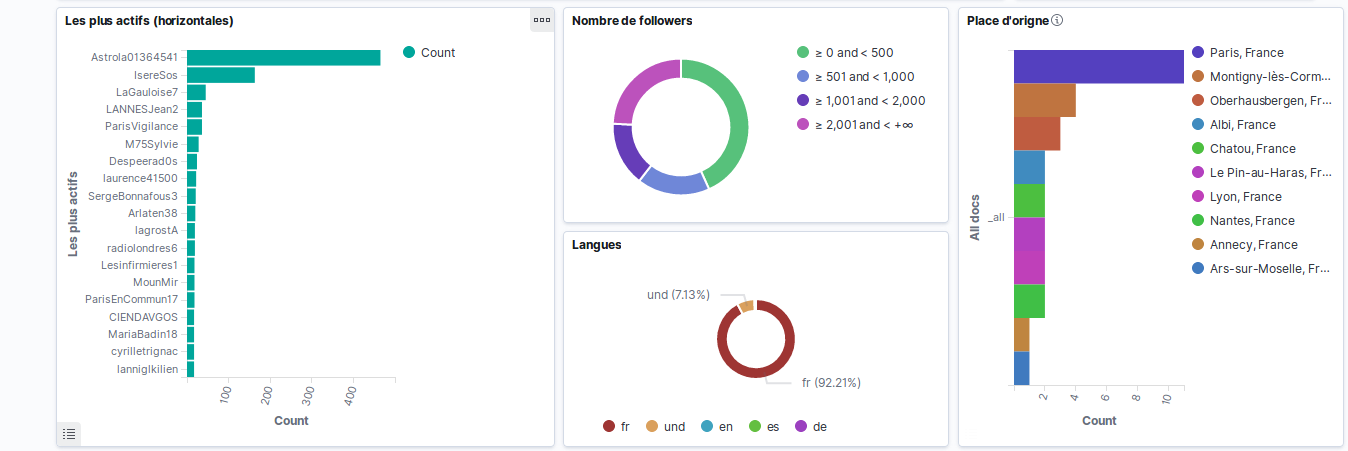 Les plus actifs (horizontales)
Astrola01364541
IsereSos
LaGauloise7
LANNESJean2
ParisVigilance
M75Sylvie
Despeerad0s
laurence41500
SergeBonnafous3
Arlaten38
lagrostA
radiolondres6
Lesinfirmieres1
MounMir
ParisEnCommun17
CIENDAVGOS
MariaBadin18
cyrilletrignac
lanniglkilien
Les plus actifs
100
200
300
400
Count
Count
Nombre de followers
≥ 0 and < 500
≥ 501 and < 1,000
≥ 1,001 and < 2,000
≥ 2,001 and < +∞
Langues
und (7.13%)
fr (92.21%)
fr
und
en
es
de
Place d'origine
All docs
_all
2
4
6
8
10
Count
Paris, France
Montigny-lès-Corm...
Oberhausbergen, Fr...
Albi, France
Chatou, France
Le Pin-au-Haras, Fr...
Lyon, France
Nantes, France
Annecy, France
Ars-sur-Moselle, Fr...